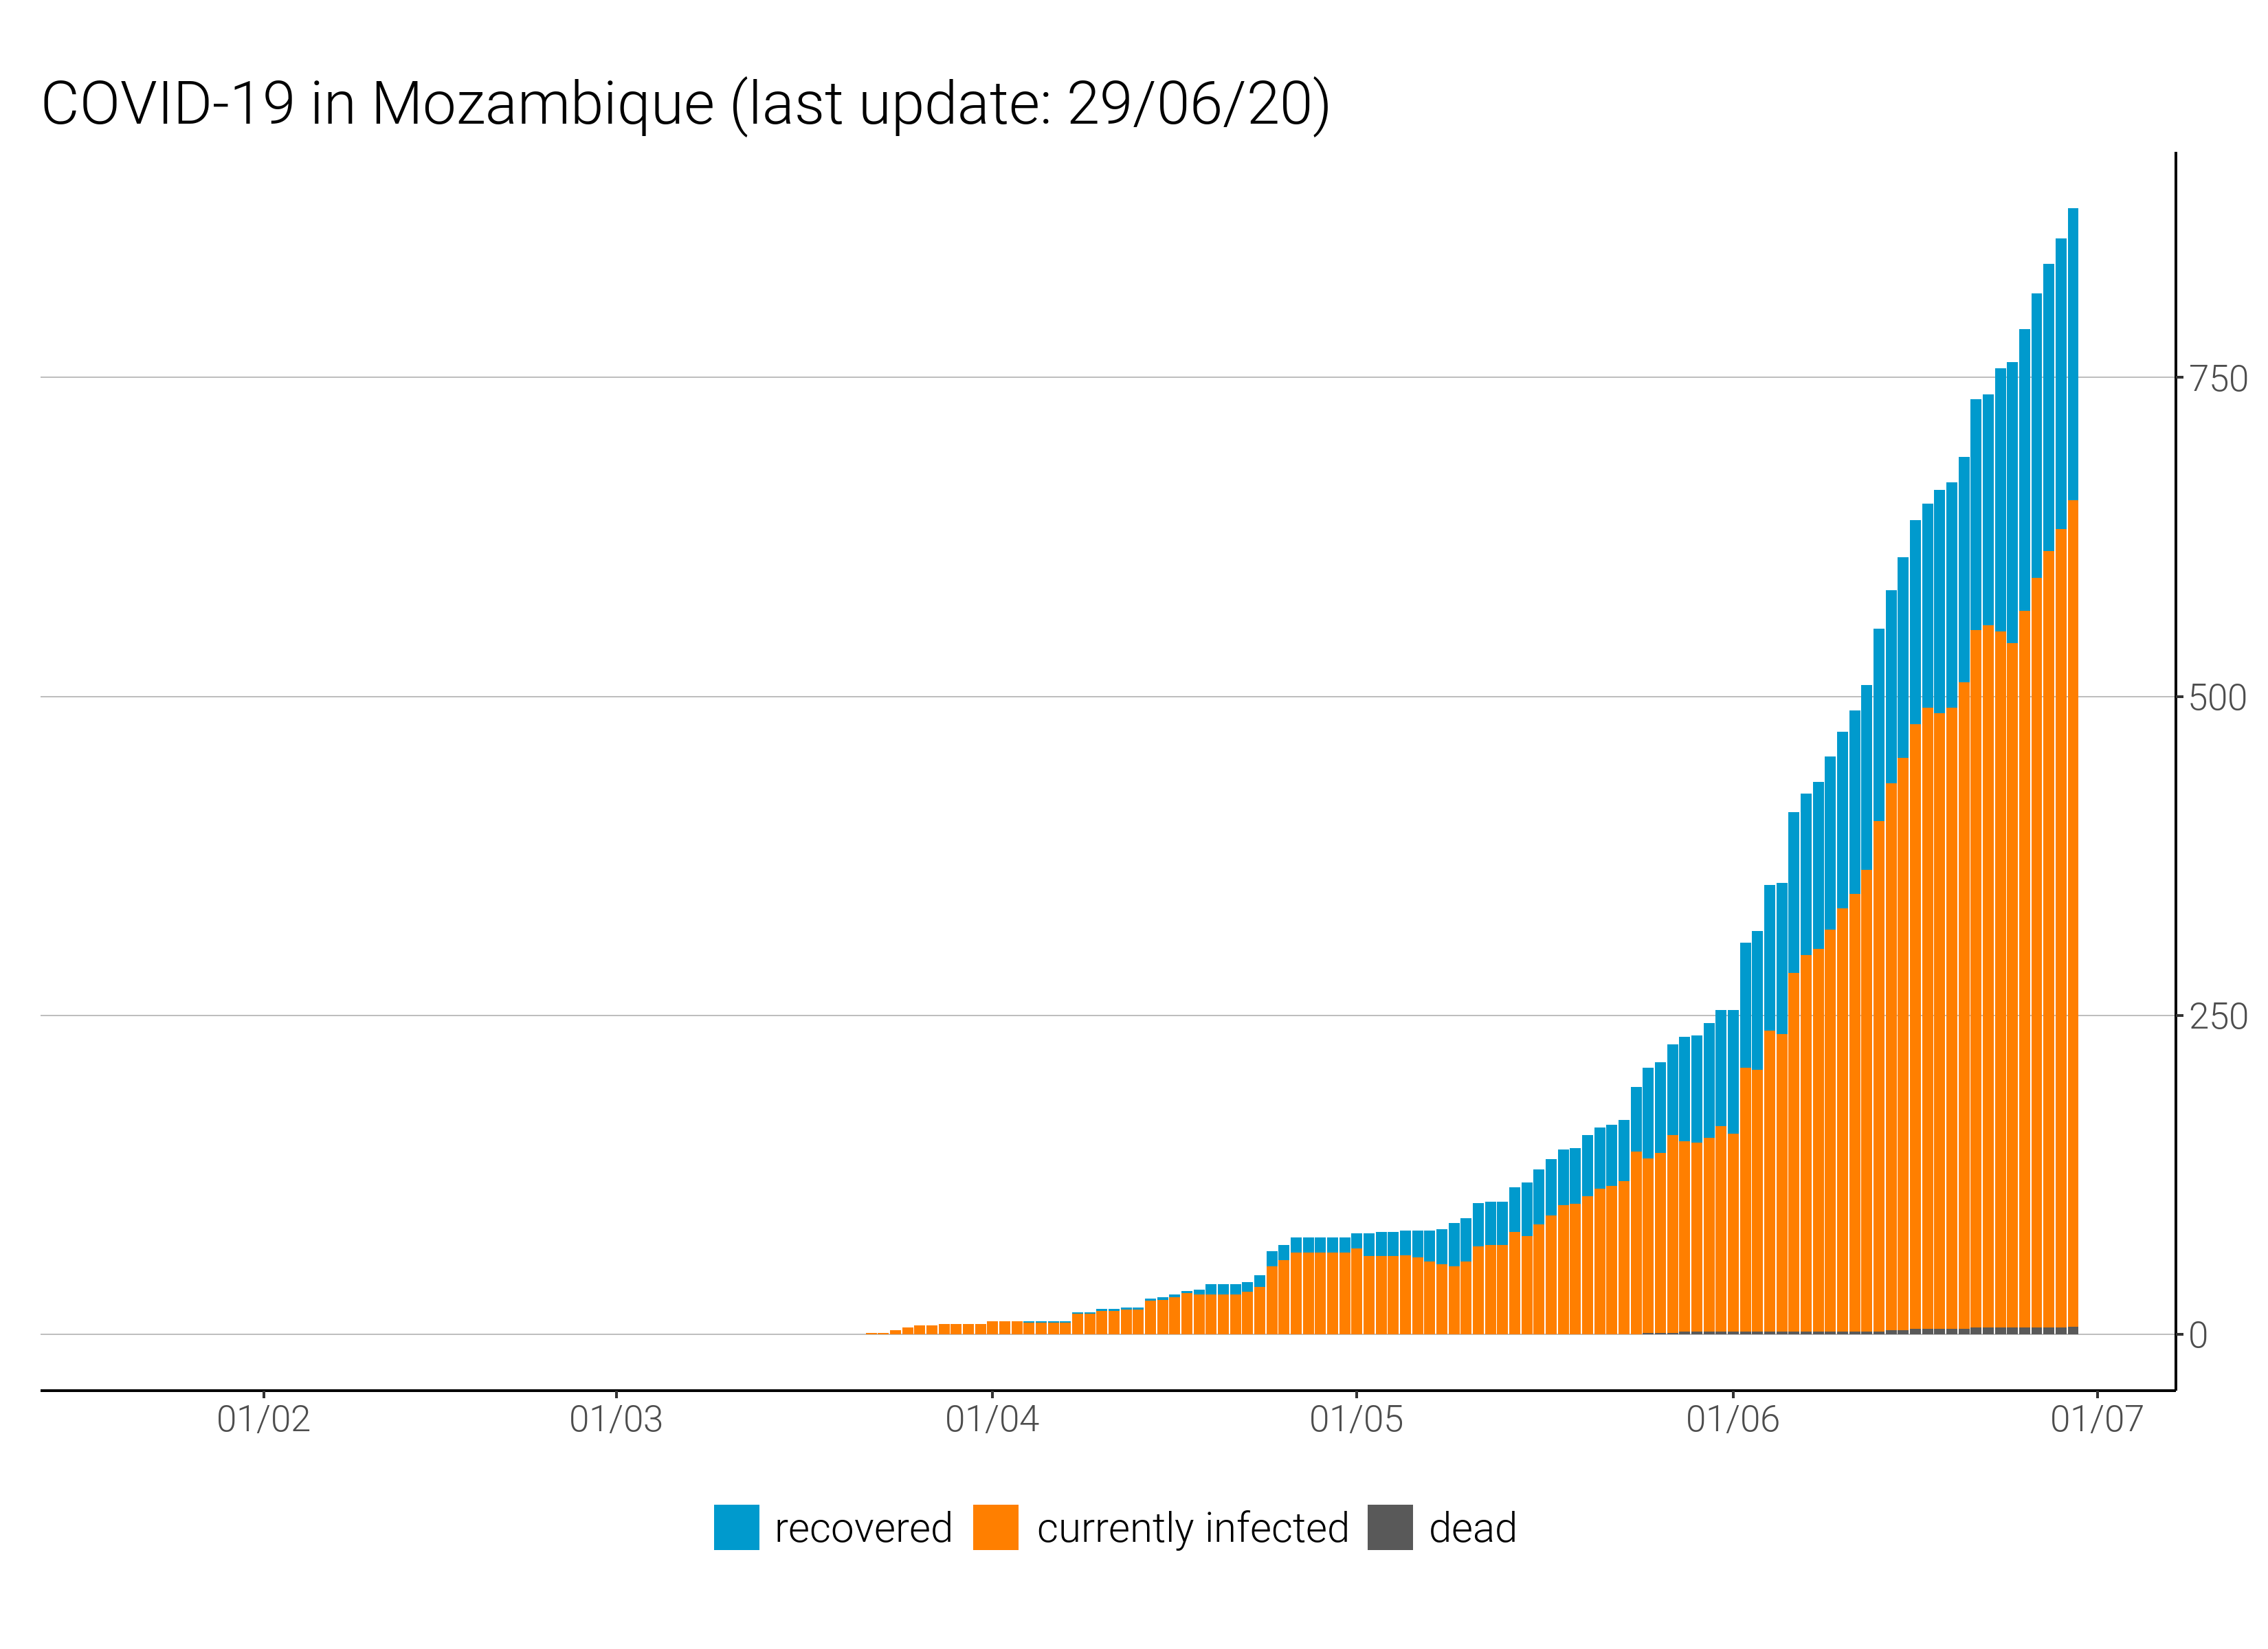 COVID-19 in Mozambique (last update: 29/06/20)
750
500
250
0
01/02 01/03 01/04 01/05 01/06 01/07
recovered currently infected dead